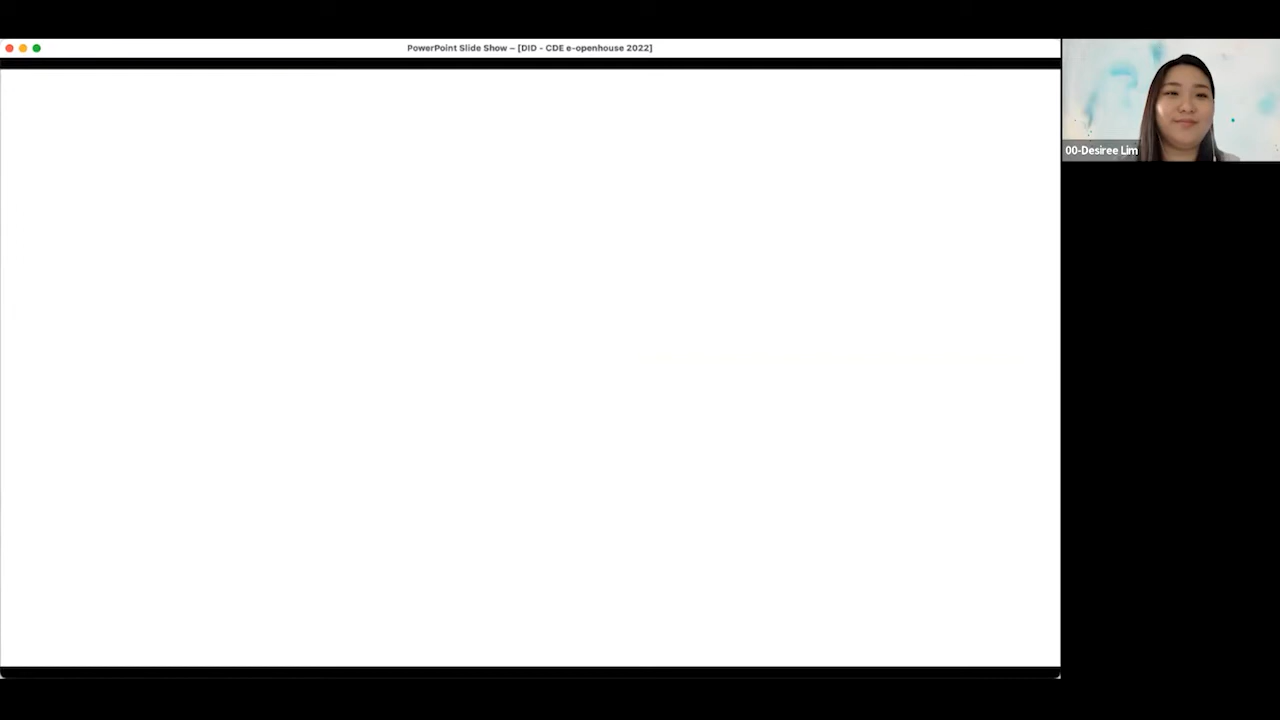 PowerPoint Slide Show – [DID - CDE e-openhouse 2022]
00-Desiree Lim